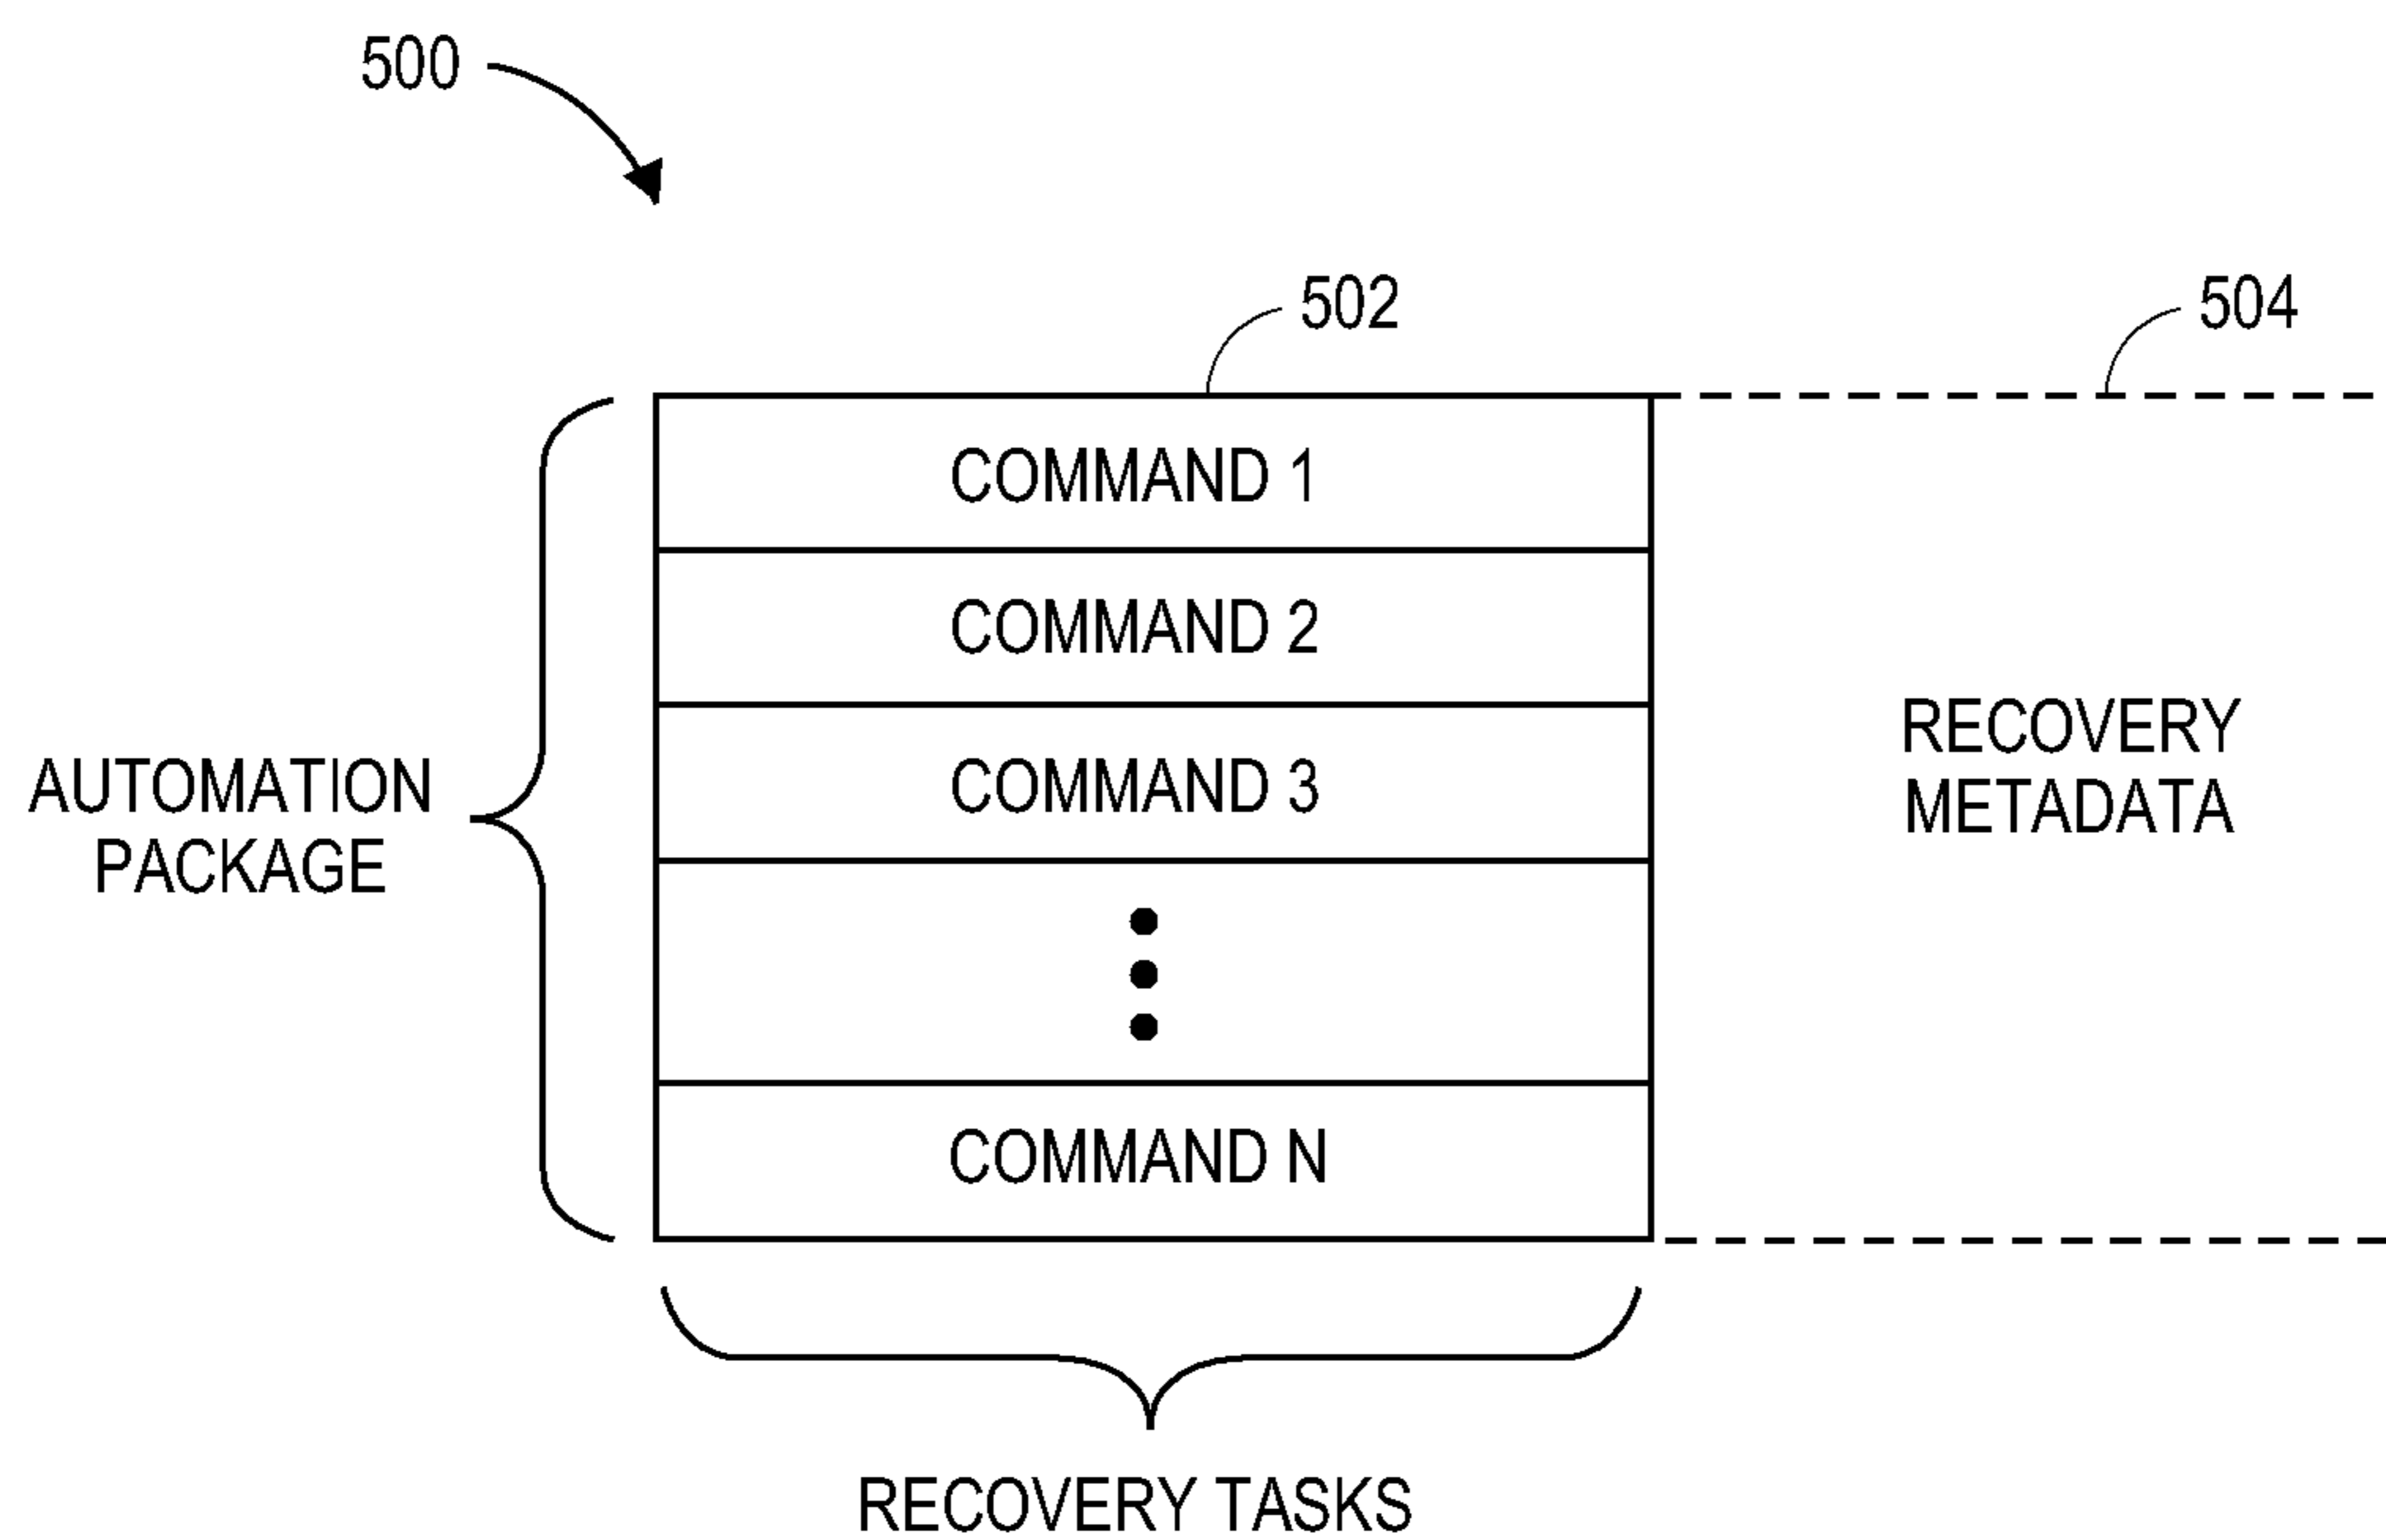 500
502
504
COMMAND 1
COMMAND 2
COMMAND 3
COMMAND N
AUTOMATION
PACKAGE
RECOVERY
METADATA
RECOVERY TASKS